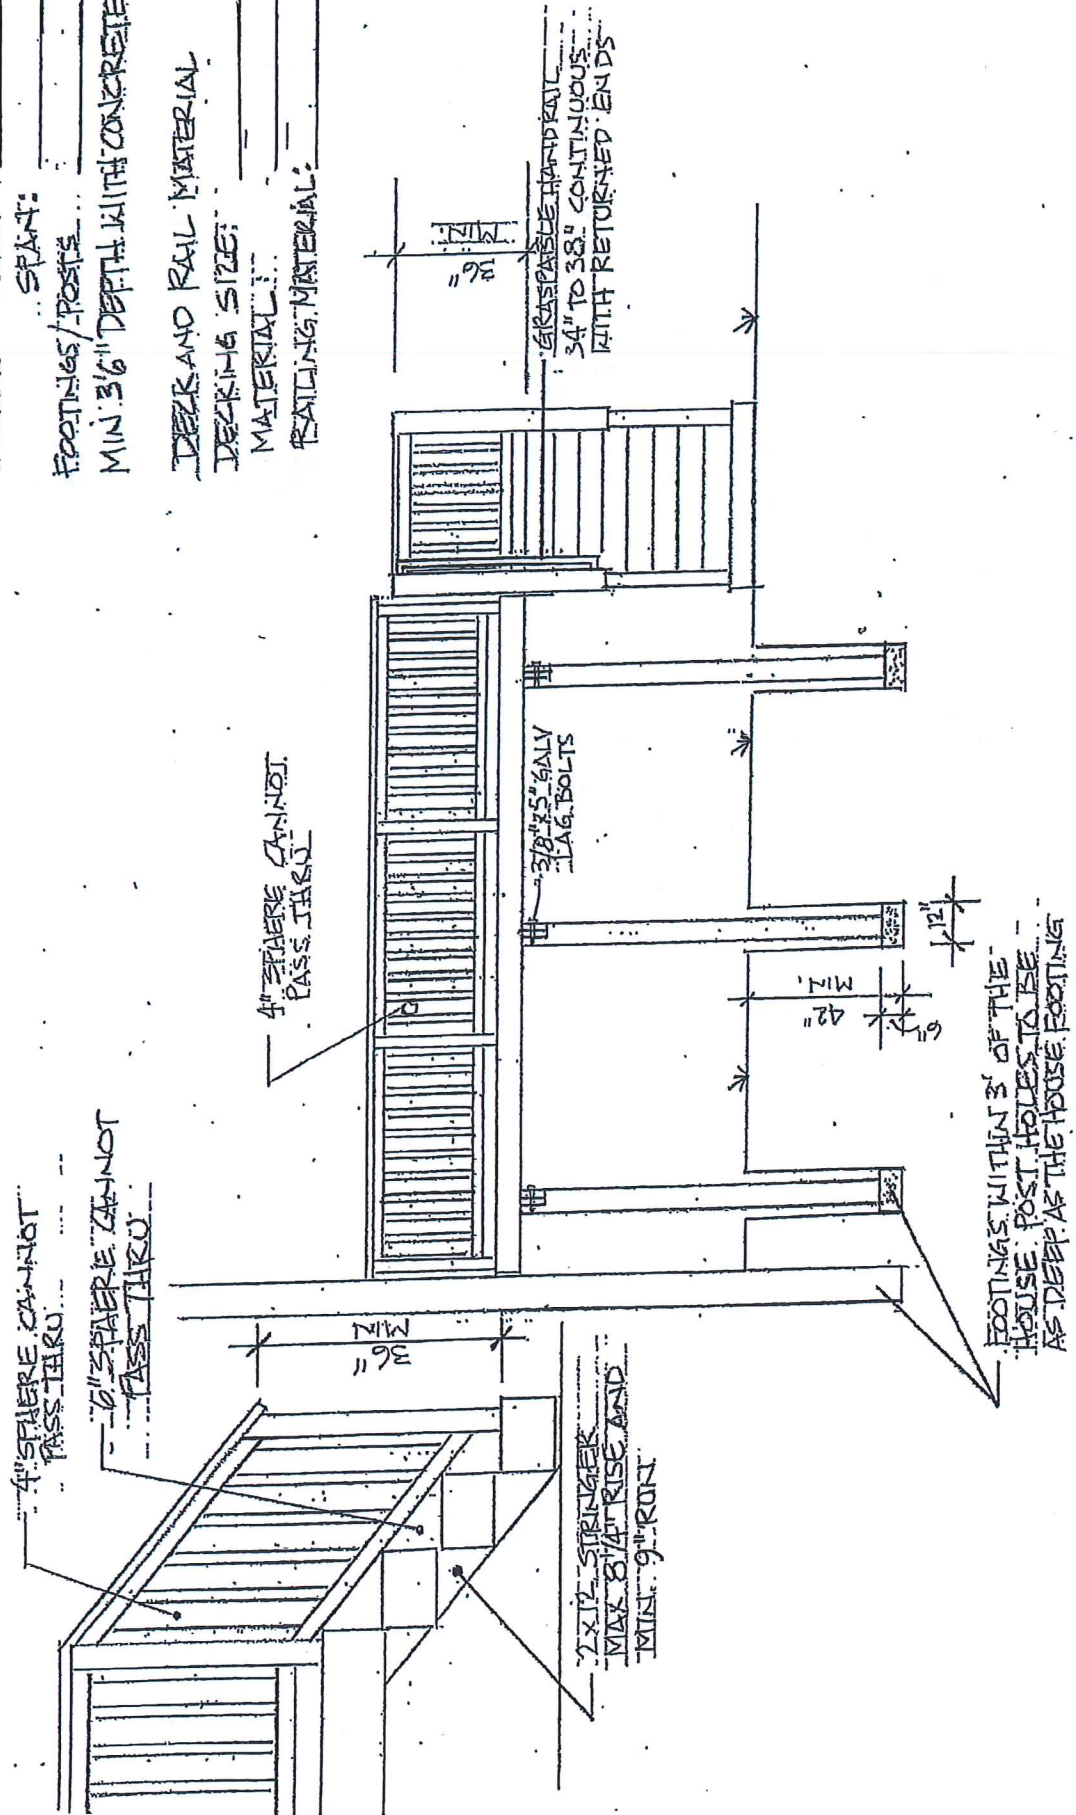 SPAN:
FOOTINGS/POSTS
MIN 3'6" DEPTH WITH CONCRETE
DECK AND RAIL MATERIAL
DECKING SIZE:
MATERIAL:
RAILING MATERIAL:
4" SPHERE CANNOT
PASS THRU
6" SPHERE CANNOT
PASS THRU
4" SPHERE CANNOT
PASS THRU
36"
MIN
36"
MIN
GRASPABLE HANDRAIL
34" TO 38" CONTINUOUS
WITH RETURNED ENDS
3/8" x 5" GALV
LAG BOLTS
2x12 STRINGER
MAX 8 1/4" RISE AND
MIN. 9" RUN
42"
MIN.
6"
12"
FOOTINGS WITHIN 3' OF THE
HOUSE: POST HOLES TO BE
AS DEEP AS THE HOUSE FOOTING